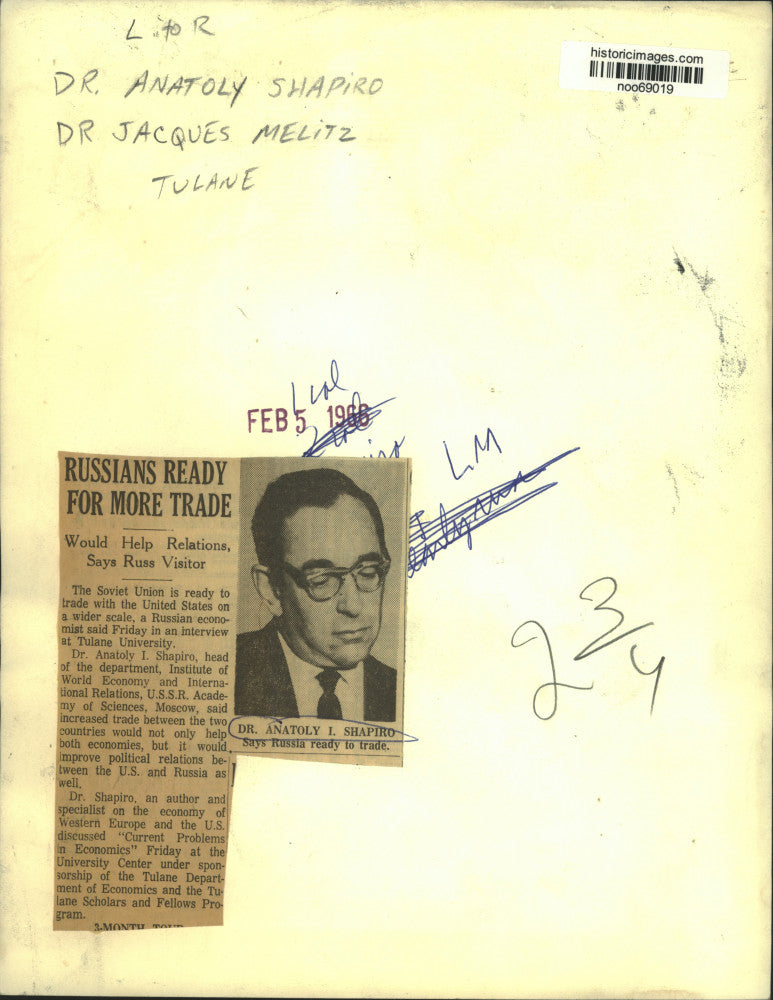 L to R
historicimages.com
noo69019
DR. ANATOLY SHAPIRO
DR JACQUES MELITZ
TULANE
1 col
FEB 5 1966
LM
2 3/4
RUSSIANS READY
FOR MORE TRADE
Would Help Relations,
Says Russ Visitor
The Soviet Union is ready to
trade with the United States on
a wider scale, a Russian econo-
mist said Friday in an interview
at Tulane University.
Dr. Anatoly I. Shapiro, head
of the department, Institute of
World Economy and Interna-
tional Relations, U.S.S.R. Acade-
my of Sciences, Moscow, said
increased trade between the two
countries would not only help
both economies, but it would
improve political relations be-
tween the U.S. and Russia as
well.
Dr. Shapiro, an author and
specialist on the economy of
Western Europe and the U.S.
discussed "Current Problems
in Economics" Friday at the
University Center under spon-
sorship of the Tulane Depart-
ment of Economics and the Tu-
lane Scholars and Fellows Pro-
gram.
3-MONTH TOUR
DR. ANATOLY I. SHAPIRO
Says Russia ready to trade.